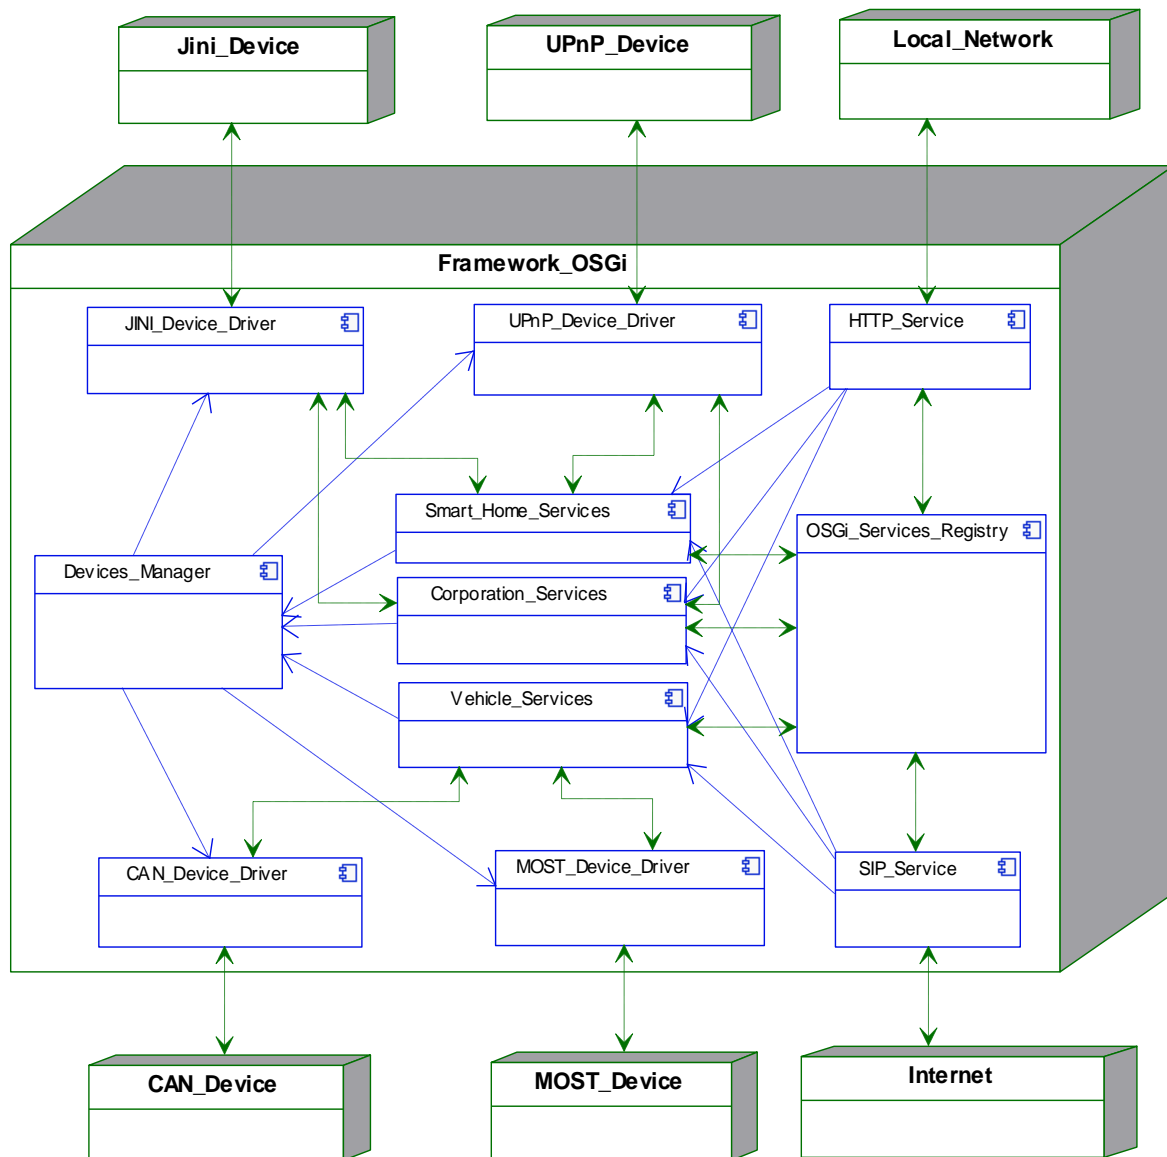 Jini_Device
UPnP_Device
Local_Network
Framework_OSGi
JINI_Device_Driver
UPnP_Device_Driver
HTTP_Service
Smart_Home_Services
OSGi_Services_Registry
Devices_Manager
Corporation_Services
Vehicle_Services
CAN_Device_Driver
MOST_Device_Driver
SIP_Service
CAN_Device
MOST_Device
Internet